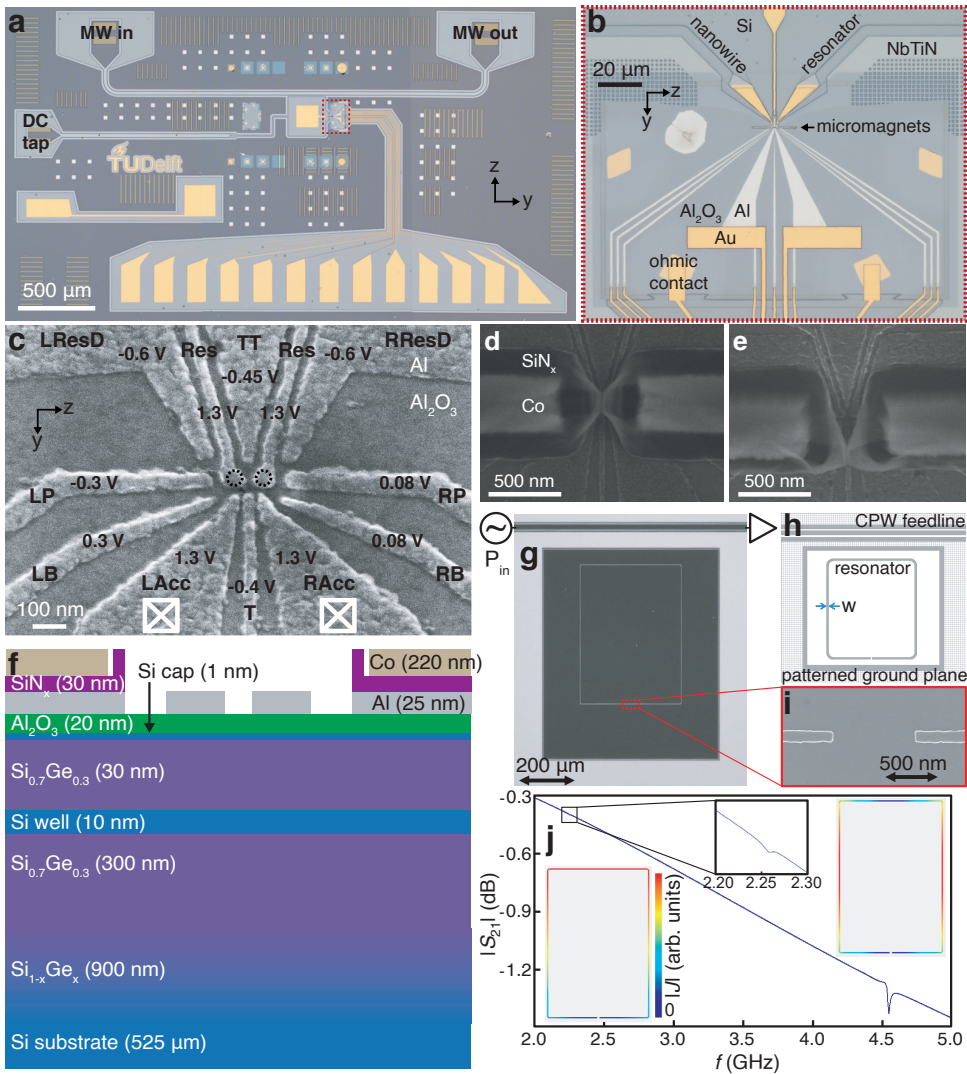 a
MW in
MW out
DC
tap
TUDelft
z
y
500 μm
b
Si
nanowire
resonator
NbTiN
20 μm
z
y
micromagnets
Al₂O₃
Al
Au
ohmic
contact
c
LResD
Res
TT
Res
RResD
-0.6 V
-0.45 V
-0.6 V
Al
1.3 V
1.3 V
Al₂O₃
z
y
-0.3 V
0.08 V
LP
RP
0.3 V
0.08 V
LB
RB
1.3 V
1.3 V
LAcc
-0.4 V
RAcc
T
100 nm
d
SiNₓ
Co
500 nm
e
500 nm
f
Si cap (1 nm)
Co (220 nm)
SiNₓ (30 nm)
Al (25 nm)
Al₂O₃ (20 nm)
Si₀.₇Ge₀.₃ (30 nm)
Si well (10 nm)
Si₀.₇Ge₀.₃ (300 nm)
Si₁₋ₓGeₓ (900 nm)
Si substrate (525 μm)
Pᵢₙ
g
200 μm
h
CPW feedline
resonator
w
patterned ground plane
i
500 nm
j
-0.3
-0.6
-0.9
-1.2
|S₂₁| (dB)
2.20 2.25 2.30
0 |J| (arb. units)
2.0 2.5 3.0 3.5 4.0 4.5 5.0
f (GHz)